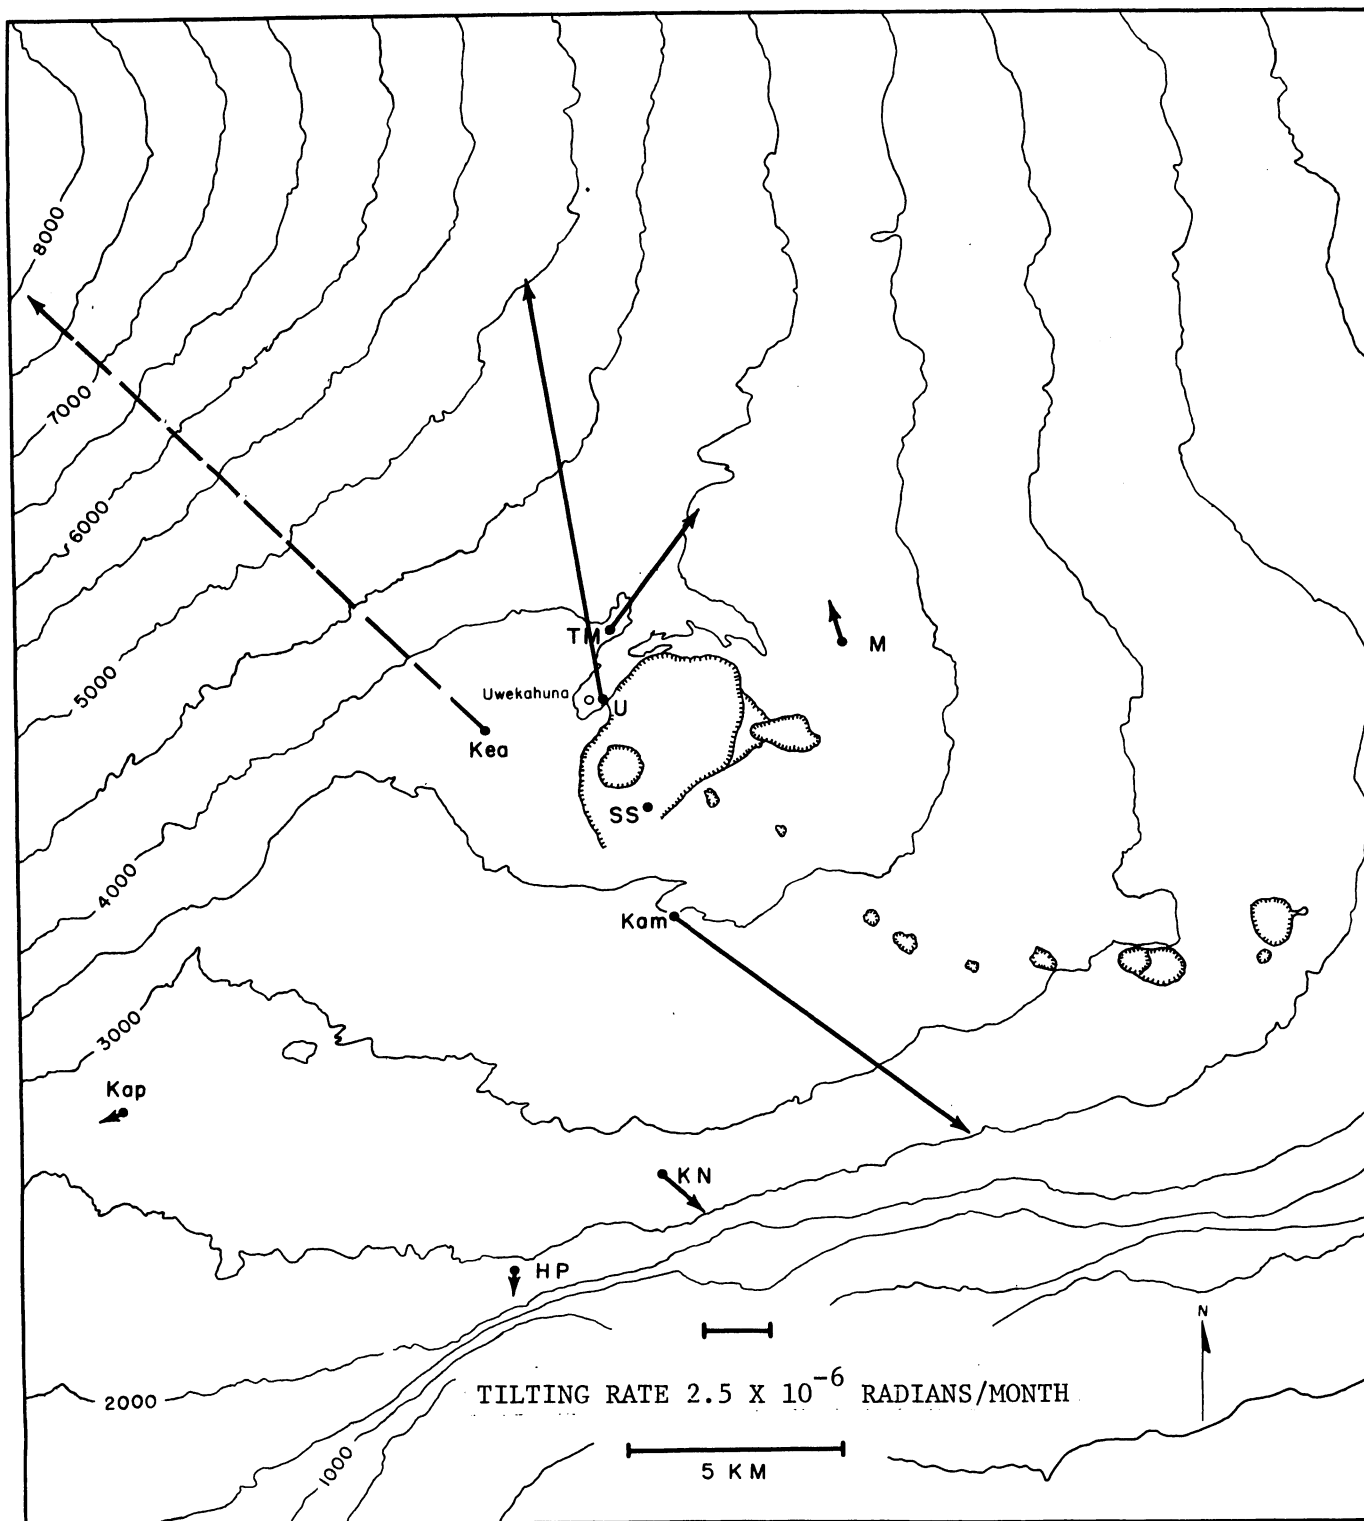 8000
7000
6000
TM
M
5000
Uwekahuna
U
Kea
SS
4000
Kam
3000
Kap
KN
HP
N
TILTING RATE 2.5 X 10⁻⁶ RADIANS/MONTH
2000
1000
5 KM